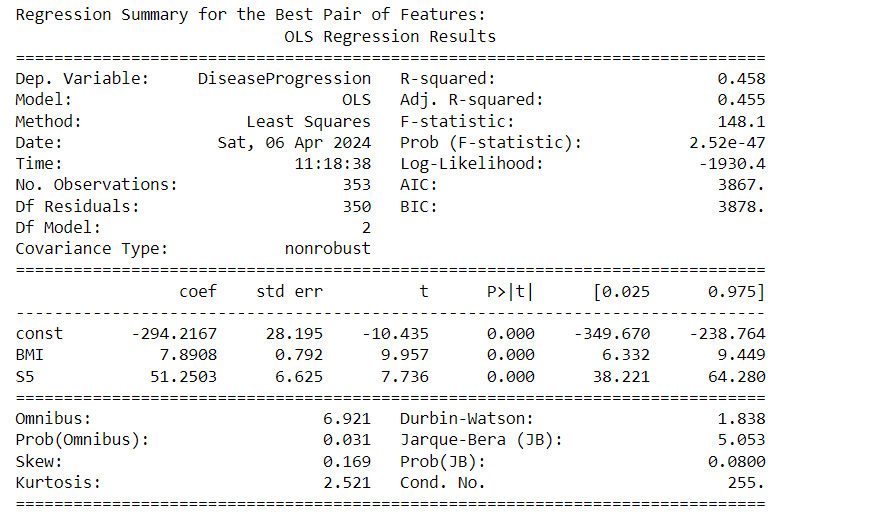 Regression Summary for the Best Pair of Features:
OLS Regression Results
==============================================================================
Dep. Variable:     DiseaseProgression   R-squared:                       0.458
Model:                            OLS   Adj. R-squared:                  0.455
Method:                 Least Squares   F-statistic:                     148.1
Date:                Sat, 06 Apr 2024   Prob (F-statistic):           2.52e-47
Time:                        11:18:38   Log-Likelihood:                -1930.4
No. Observations:                 353   AIC:                             3867.
Df Residuals:                     350   BIC:                             3878.
Df Model:                           2
Covariance Type:            nonrobust
==============================================================================
                 coef    std err          t      P>|t|      [0.025      0.975]
------------------------------------------------------------------------------
const       -294.2167     28.195    -10.435      0.000    -349.670    -238.764
BMI            7.8908      0.792      9.957      0.000       6.332       9.449
S5            51.2503      6.625      7.736      0.000      38.221      64.280
==============================================================================
Omnibus:                        6.921   Durbin-Watson:                   1.838
Prob(Omnibus):                  0.031   Jarque-Bera (JB):                5.053
Skew:                           0.169   Prob(JB):                       0.0800
Kurtosis:                       2.521   Cond. No.                         255.
==============================================================================